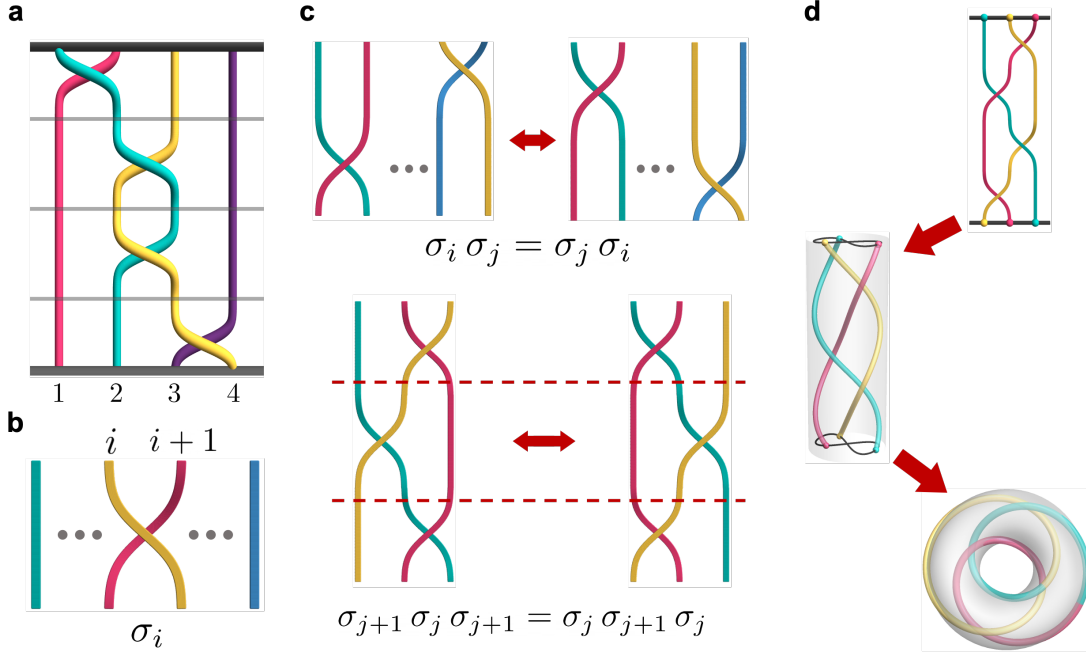 a
1 2 3 4
b
i i + 1
σ_i
c
σ_i σ_j = σ_j σ_i
σ_{j+1} σ_j σ_{j+1} = σ_j σ_{j+1} σ_j
d